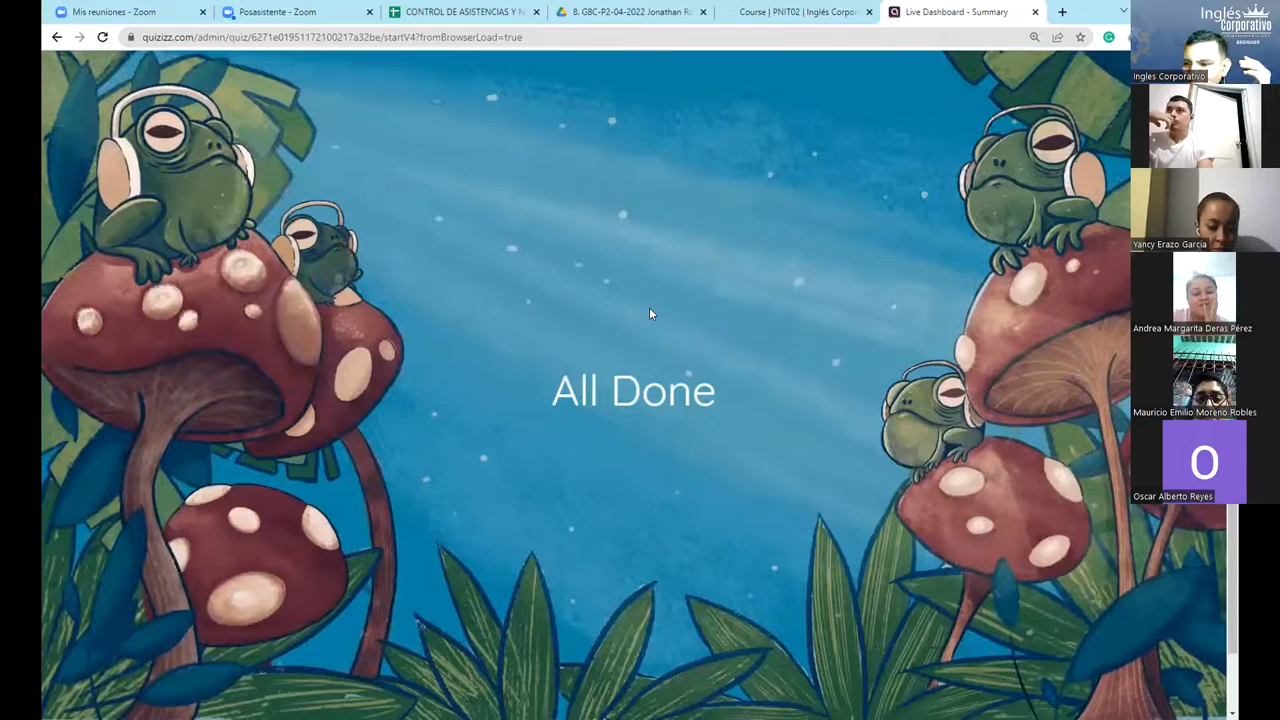 Mis reuniones - Zoom
Posasistente - Zoom
CONTROL DE ASISTENCIAS Y N
8. G8C-P2-04-2022 Jonathan R
Course | PNIT02 | Inglés Corpora
Live Dashboard - Summary
quizizz.com/admin/quiz/6271e01951172100217a32be/startV4?fromBrowserLoad=true
Inglés
Corporativo
BEGINNER
Ingles Corporativo
Yancy Erazo Garcia
Andrea Margarita Deras Pérez
Mauricio Emilio Moreno Robles
O
Oscar Alberto Reyes
All Done